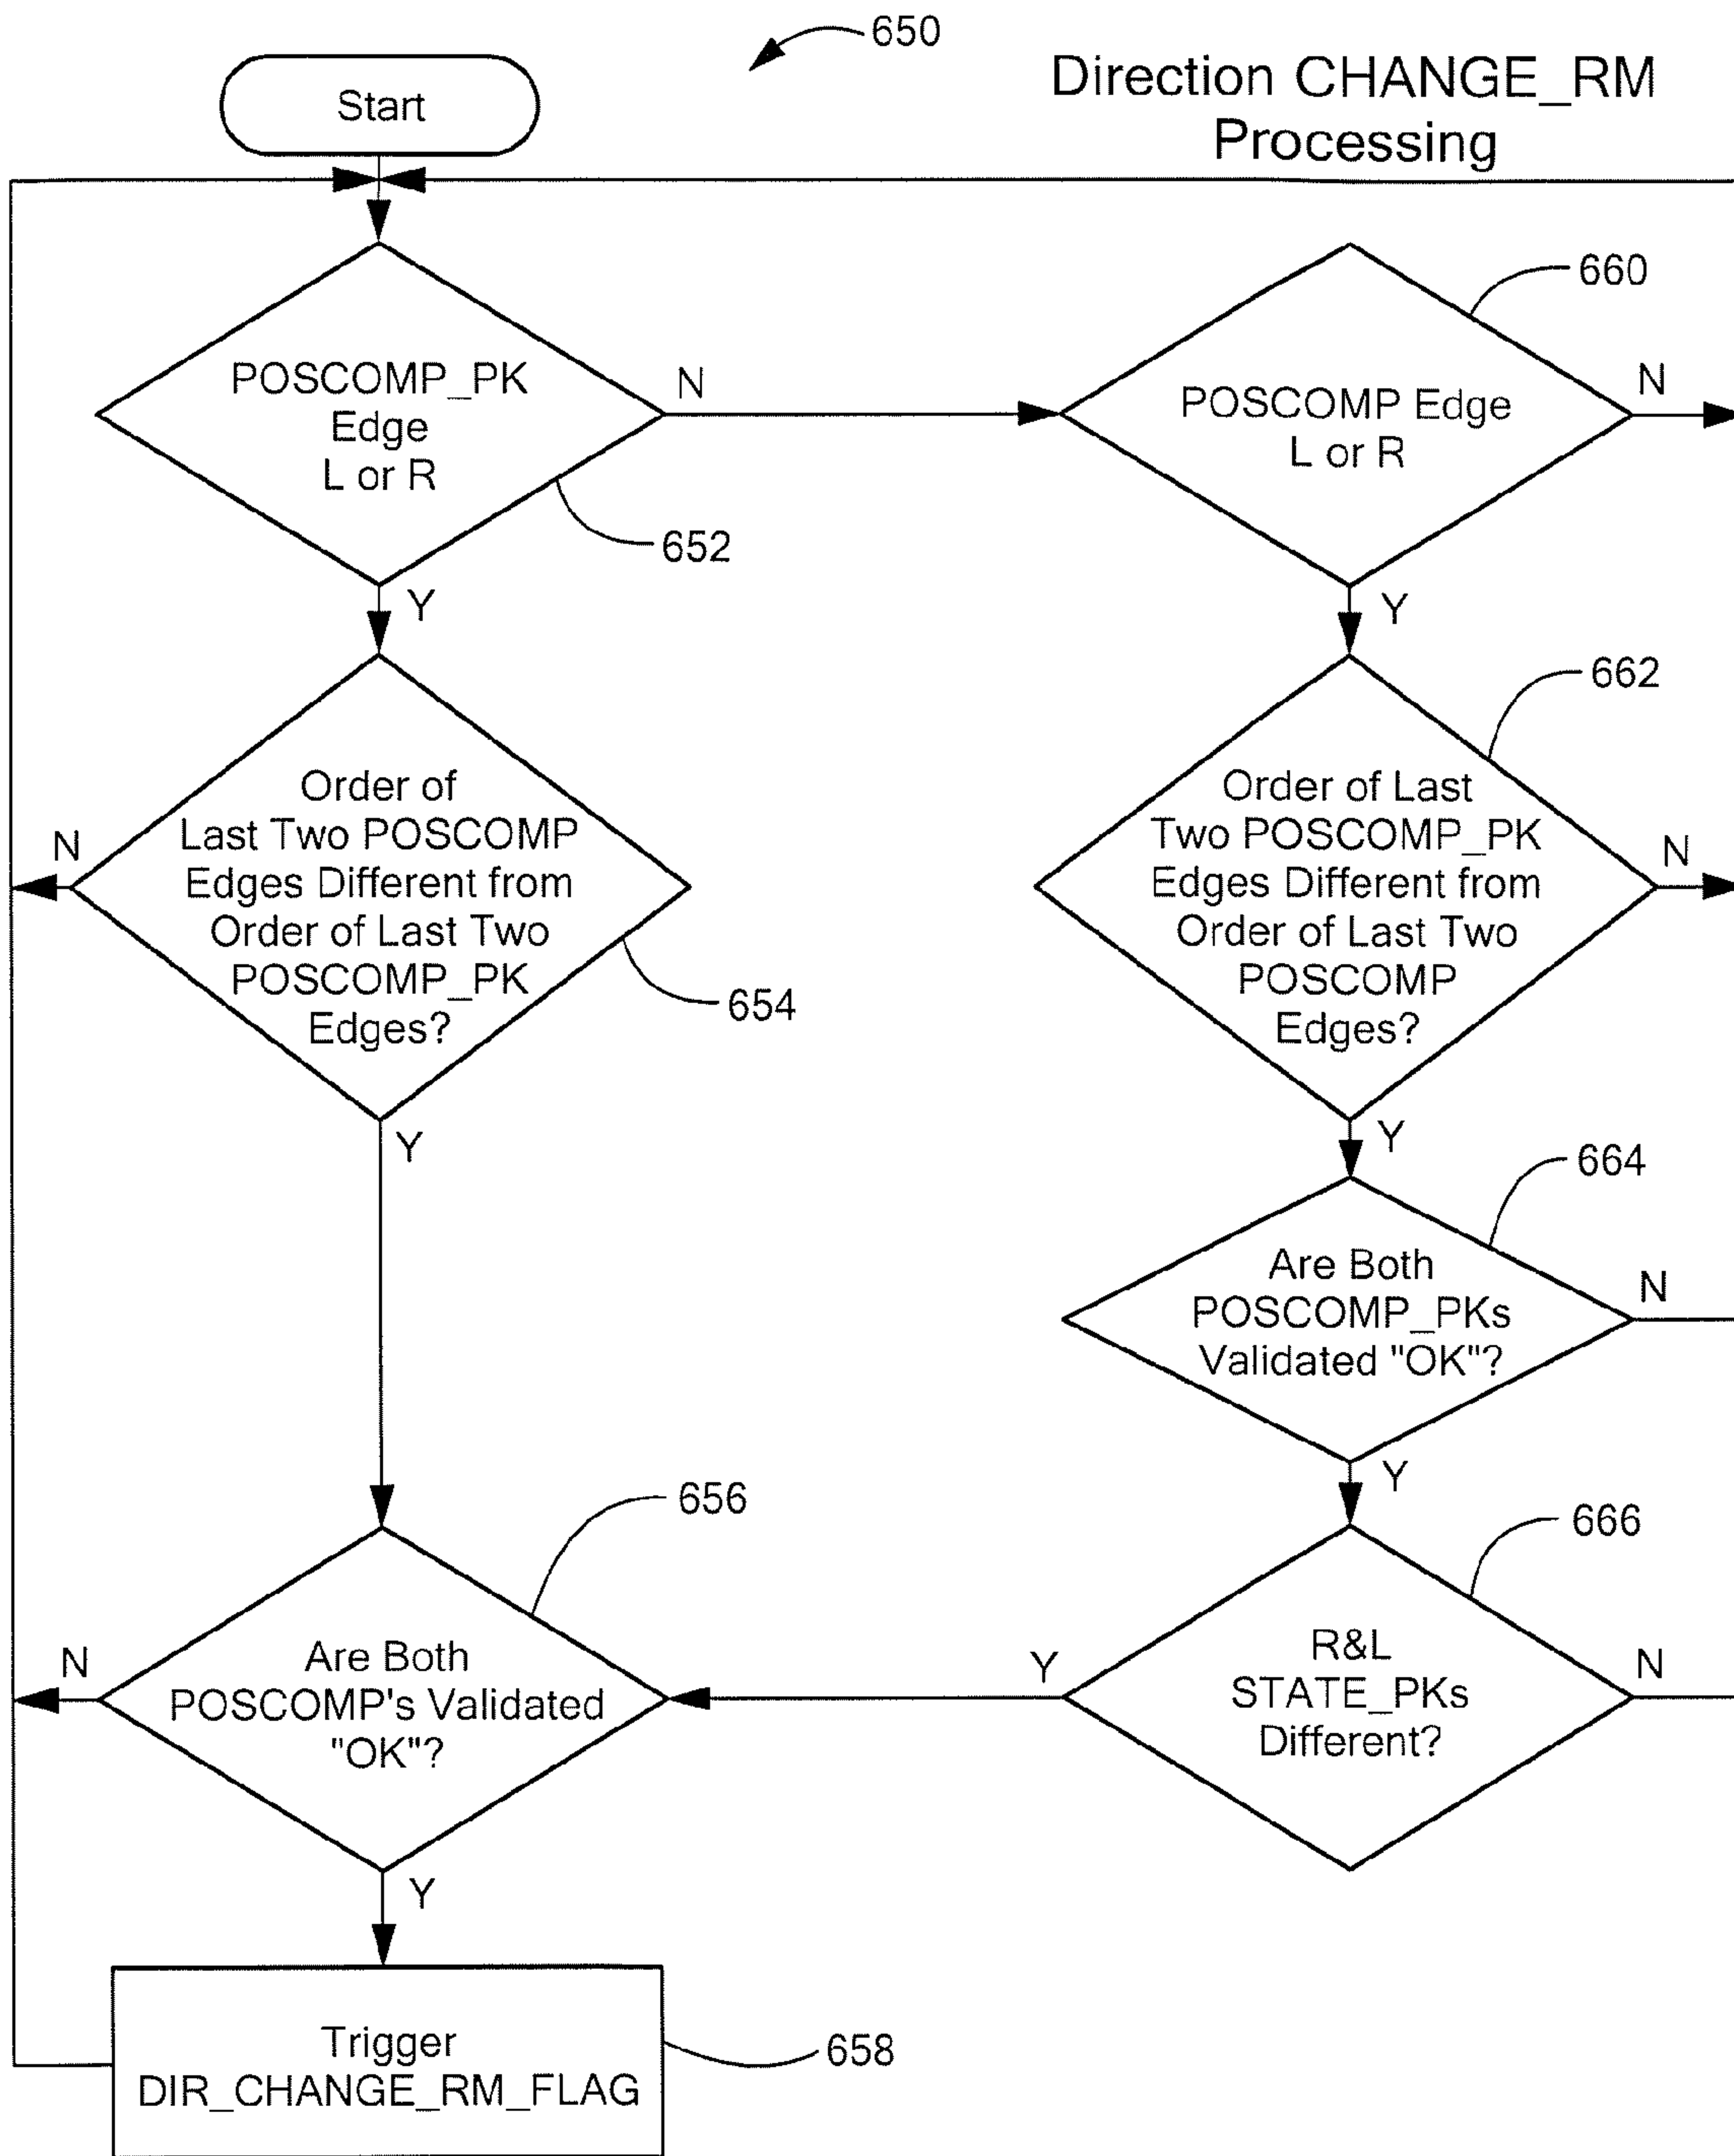 650
Direction CHANGE_RM
Processing
Start
POSCOMP_PK
Edge
L or R
N
652
Y
660
POSCOMP Edge
L or R
N
Y
Order of
Last Two POSCOMP
Edges Different from
Order of Last Two
POSCOMP_PK
Edges?
N
654
Y
662
Order of Last
Two POSCOMP_PK
Edges Different from
Order of Last Two
POSCOMP
Edges?
N
Y
664
Are Both
POSCOMP_PKs
Validated "OK"?
N
Y
656
Are Both
POSCOMP's Validated
"OK"?
N
Y
666
R&L
STATE_PKs
Different?
Y
N
Trigger
DIR_CHANGE_RM_FLAG
658